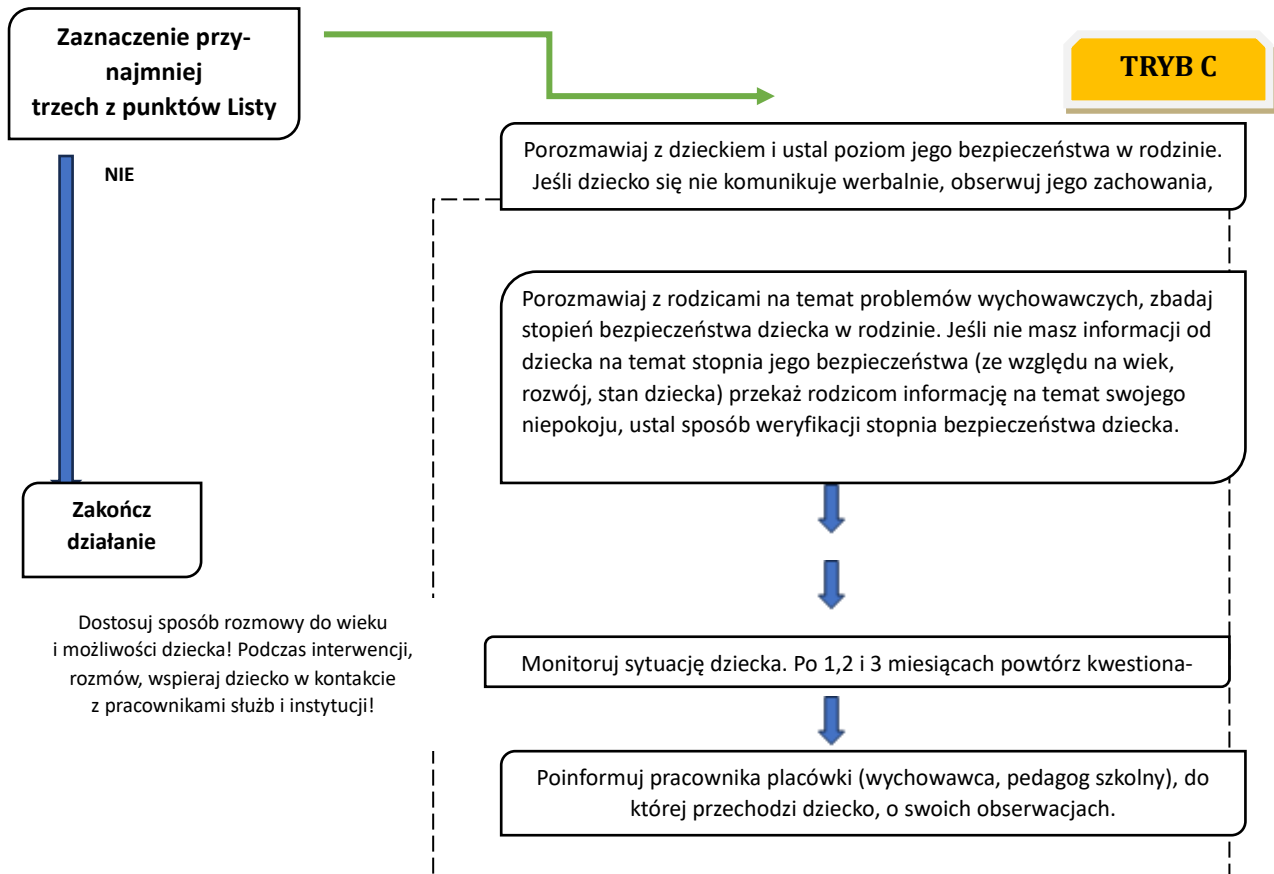 Zaznaczenie przy-
najmniej
trzech z punktów Listy
TRYB C
NIE
Porozmawiaj z dzieckiem i ustal poziom jego bezpieczeństwa w rodzinie.
Jeśli dziecko się nie komunikuje werbalnie, obserwuj jego zachowania,
Porozmawiaj z rodzicami na temat problemów wychowawczych, zbadaj
stopień bezpieczeństwa dziecka w rodzinie. Jeśli nie masz informacji od
dziecka na temat stopnia jego bezpieczeństwa (ze względu na wiek,
rozwój, stan dziecka) przekaż rodzicom informację na temat swojego
niepokoju, ustal sposób weryfikacji stopnia bezpieczeństwa dziecka.
Zakończ
działanie
Dostosuj sposób rozmowy do wieku
i możliwości dziecka! Podczas interwencji,
rozmów, wspieraj dziecko w kontakcie
z pracownikami służb i instytucji!
Monitoruj sytuację dziecka. Po 1,2 i 3 miesiącach powtórz kwestiona-
Poinformuj pracownika placówki (wychowawca, pedagog szkolny), do
której przechodzi dziecko, o swoich obserwacjach.